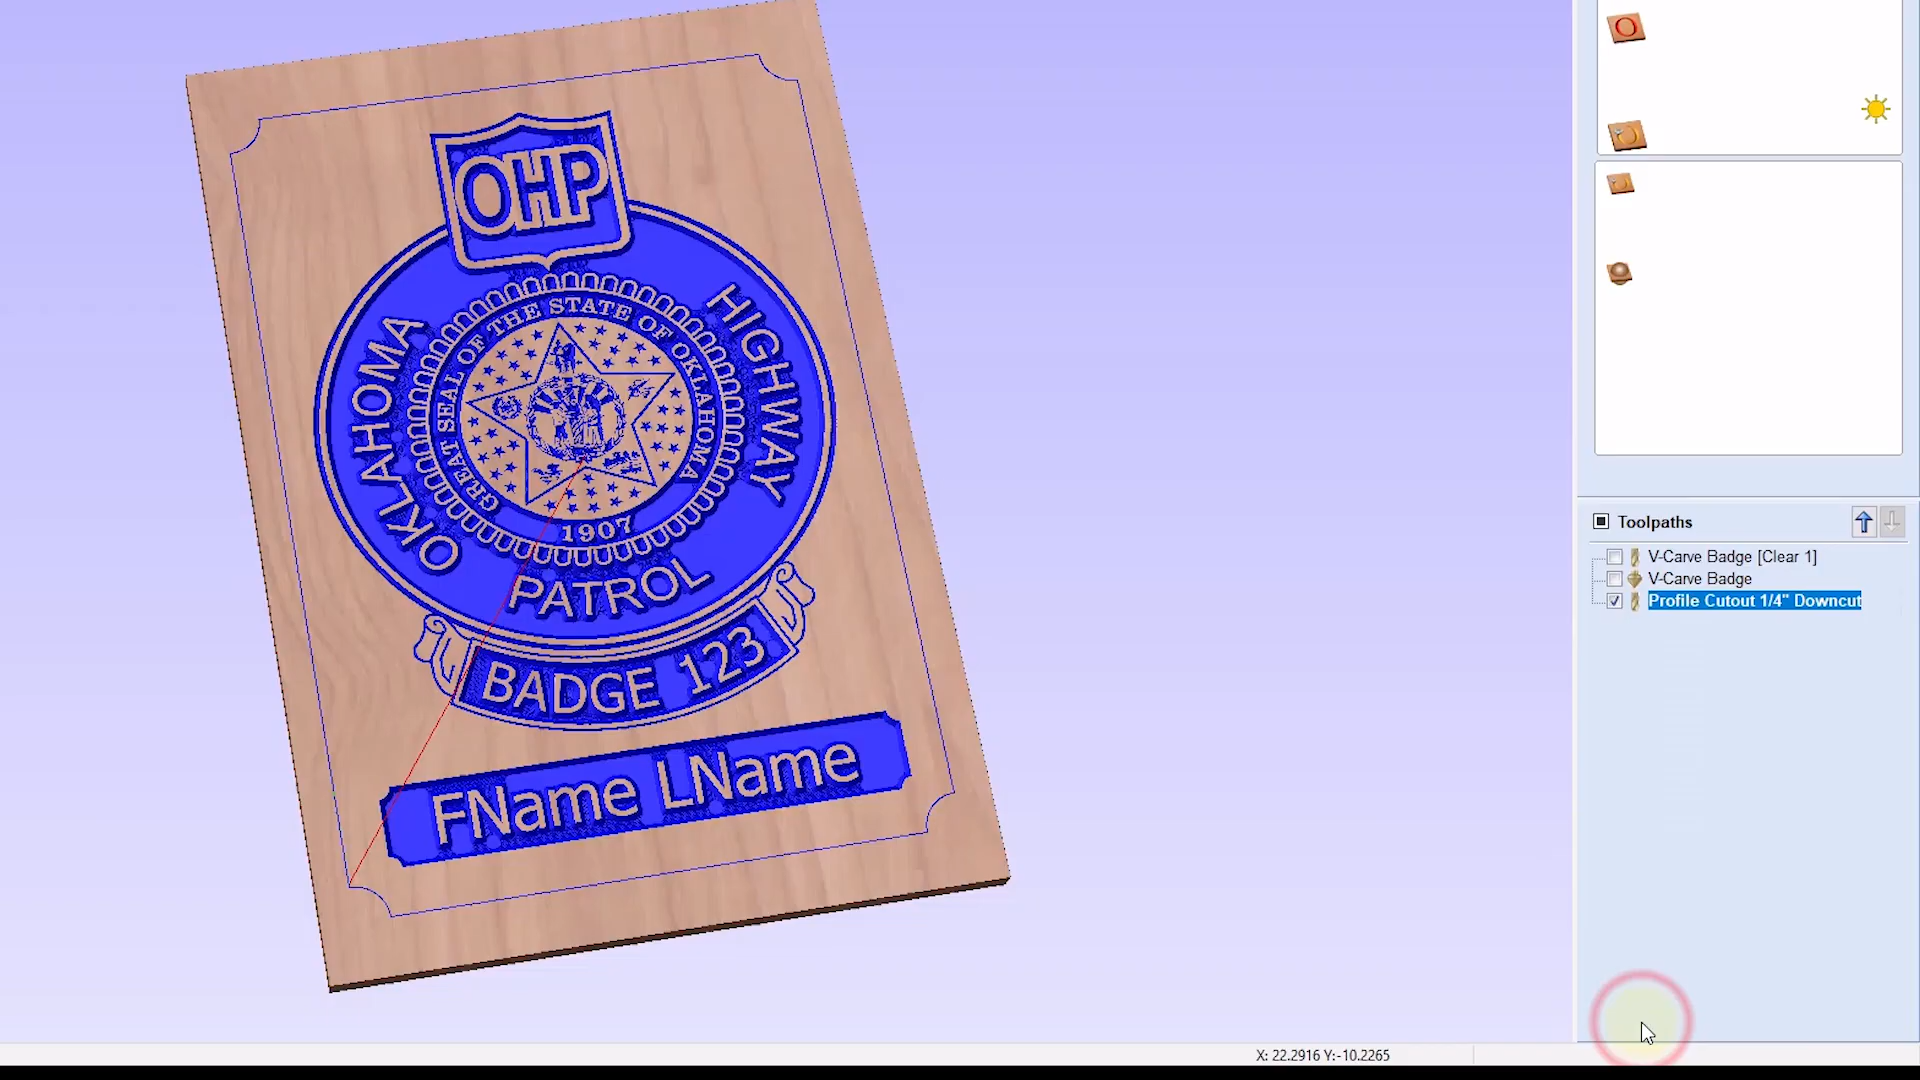 OHP
OKLAHOMA HIGHWAY
GREAT SEAL OF THE STATE OF OKLAHOMA
1907
PATROL
BADGE 123
FName LName
Toolpaths
V-Carve Badge [Clear 1]
V-Carve Badge
Profile Cutout 1/4" Downcut
X: 22.2916 Y:-10.2265